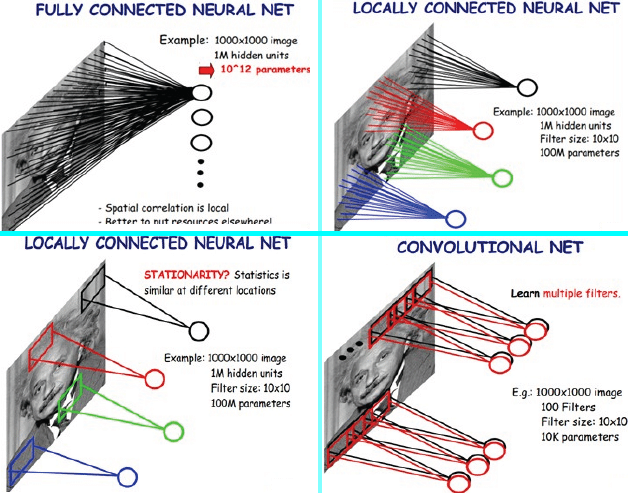 FULLY CONNECTED NEURAL NET
Example: 1000x1000 image
1M hidden units
10^12 parameters
- Spatial correlation is local
- Better to put resources elsewhere!
LOCALLY CONNECTED NEURAL NET
Example: 1000x1000 image
1M hidden units
Filter size: 10x10
100M parameters
LOCALLY CONNECTED NEURAL NET
STATIONARITY? Statistics is
similar at different locations
Example: 1000x1000 image
1M hidden units
Filter size: 10x10
100M parameters
CONVOLUTIONAL NET
Learn multiple filters.
E.g.: 1000x1000 image
100 Filters
Filter size: 10x10
10K parameters